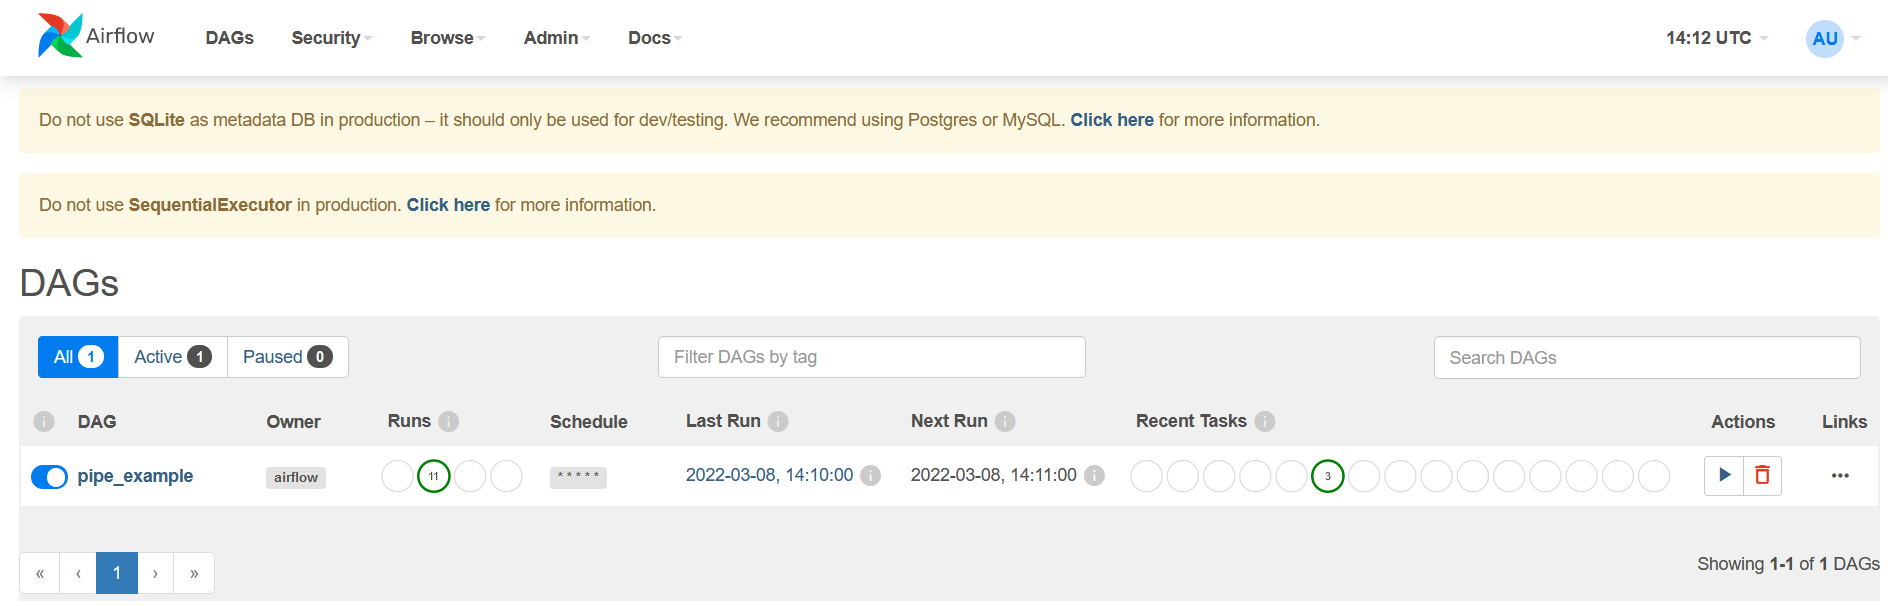 Airflow DAGs Security Browse Admin Docs 14:12 UTC AU
Do not use SQLite as metadata DB in production – it should only be used for dev/testing. We recommend using Postgres or MySQL. Click here for more information.
Do not use SequentialExecutor in production. Click here for more information.
DAGs
All 1 Active 1 Paused 0 Filter DAGs by tag Search DAGs
i DAG Owner Runs i Schedule Last Run i Next Run i Recent Tasks i Actions Links
pipe_example airflow 11 * * * * * 2022-03-08, 14:10:00 i 2022-03-08, 14:11:00 i 3 •••
« ‹ 1 › » Showing 1-1 of 1 DAGs